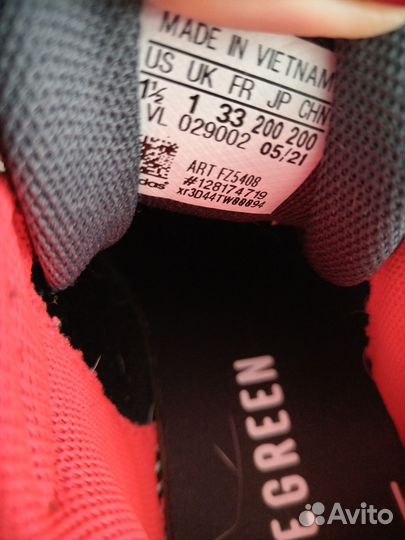 MADE IN VIETNAM
US UK FR JP CHN
1½ 1 33 200 200
VL 029002 05/21
ART FZ5408
#128174719
adidas
EGREEN
Avito